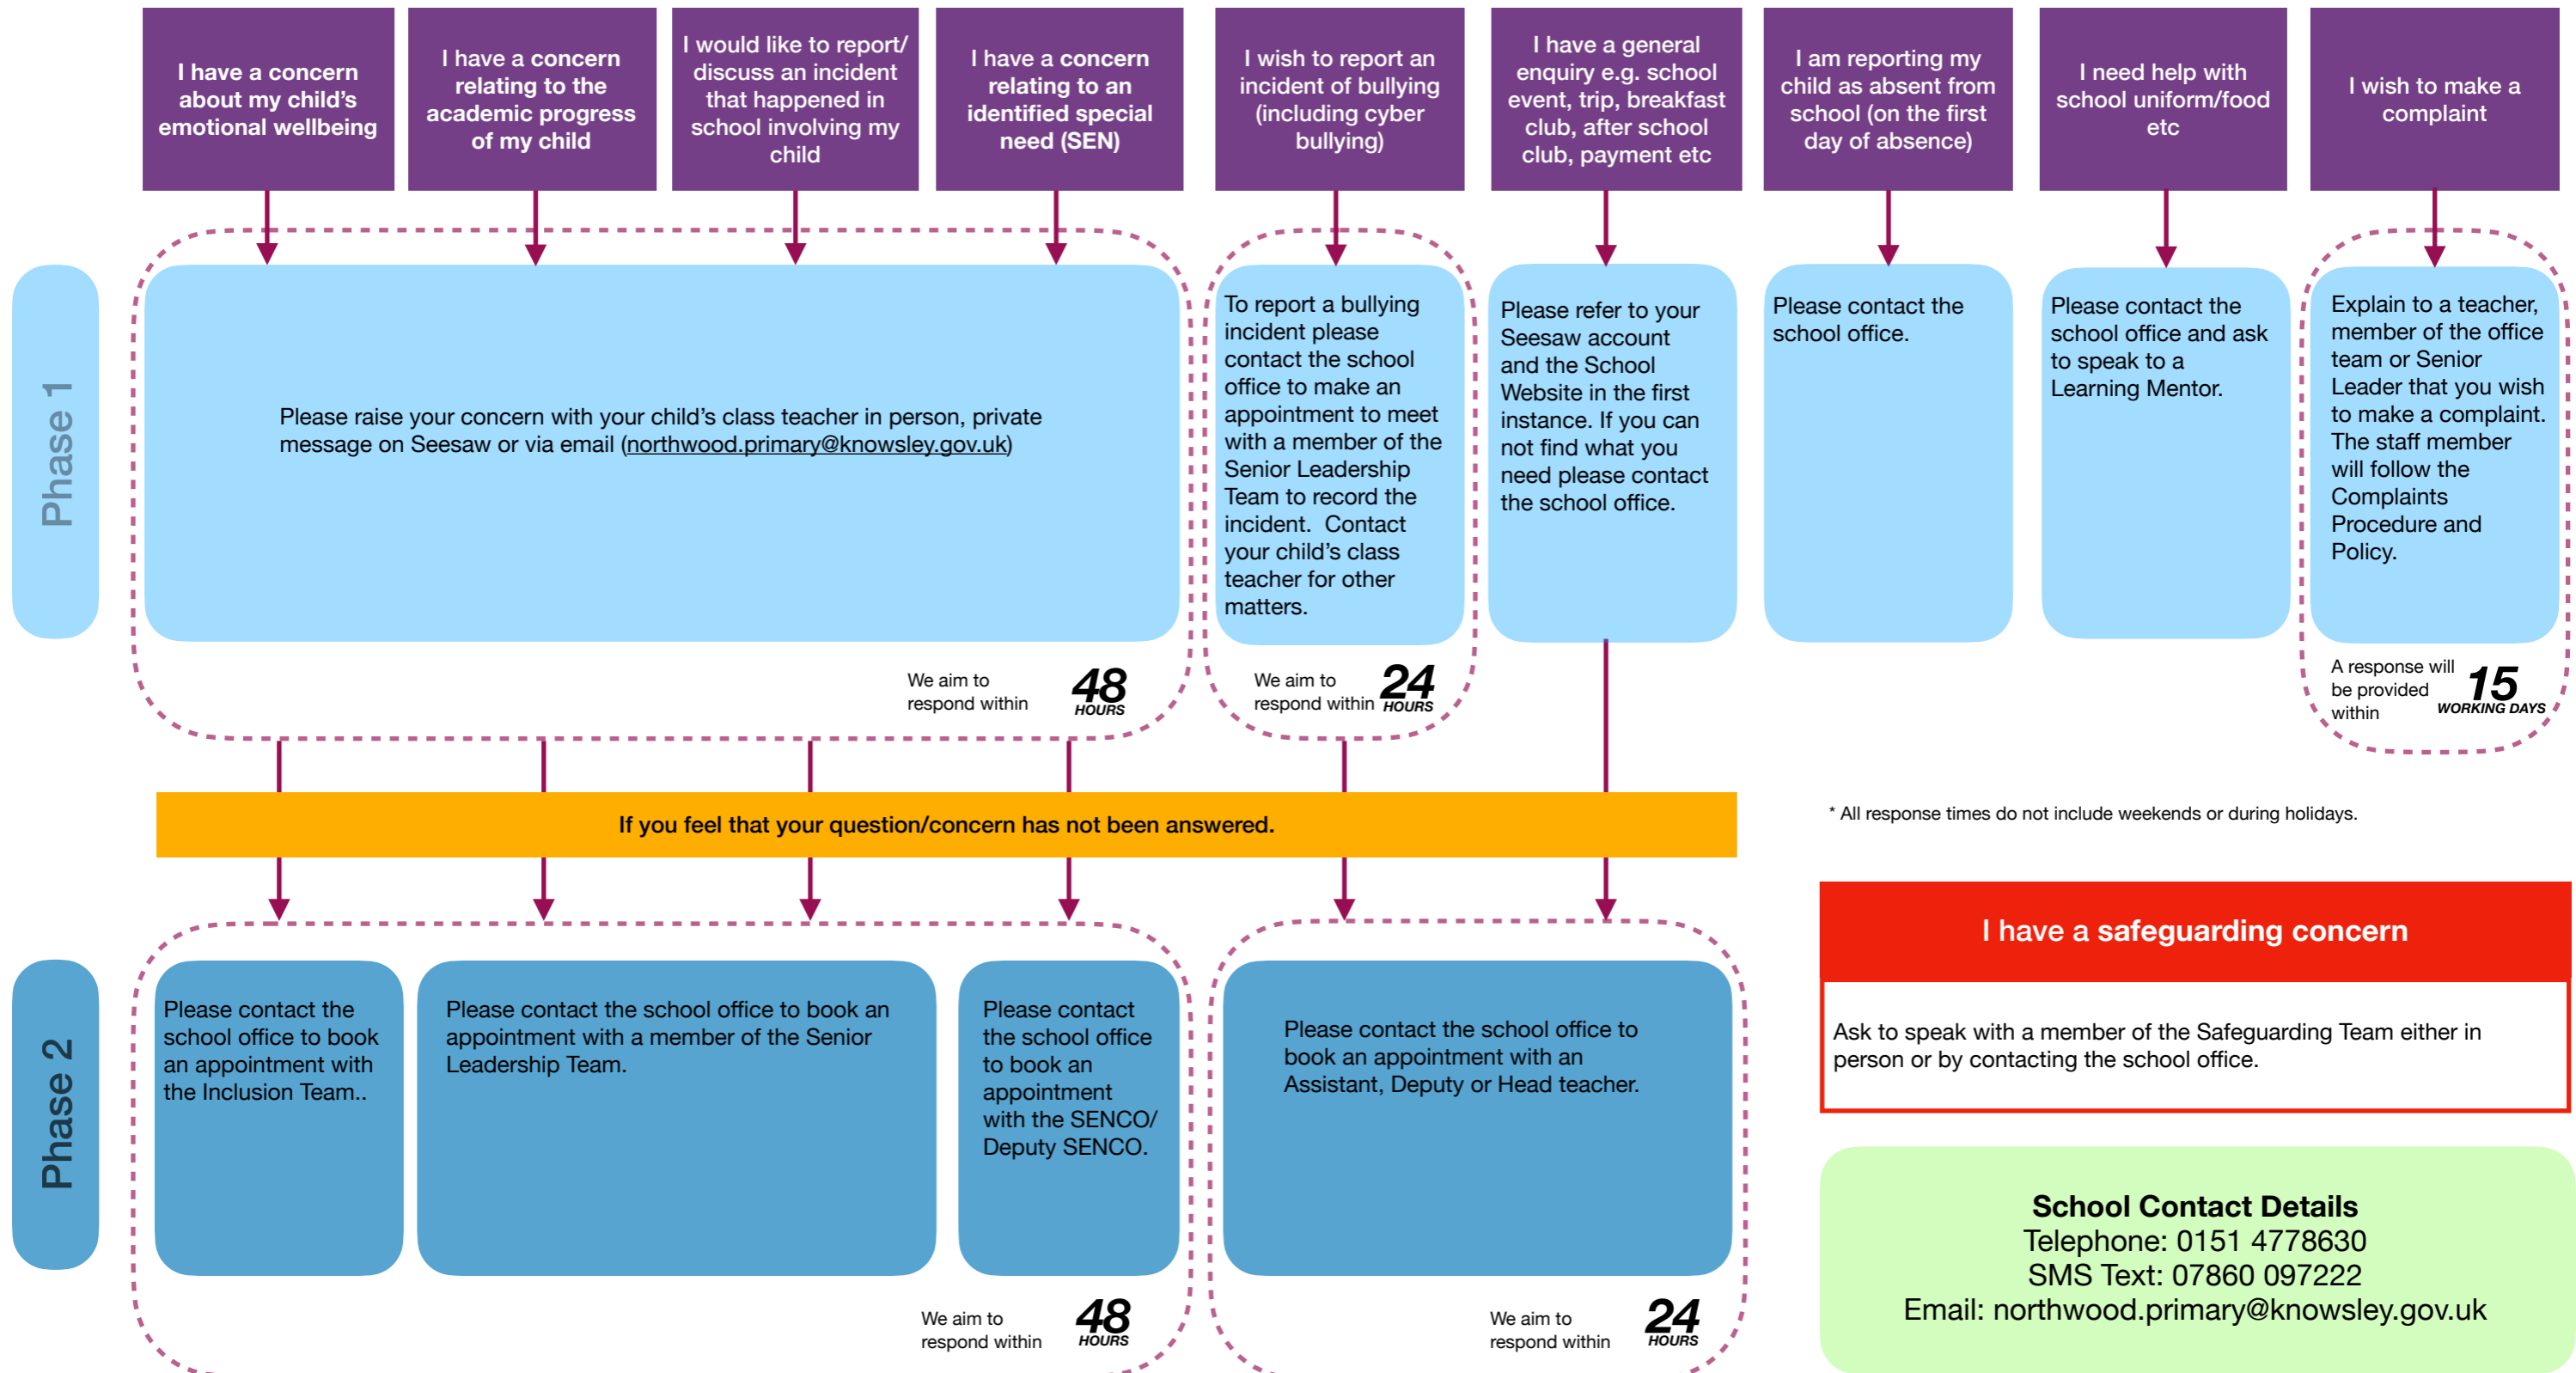 I have a concern
about my child’s
emotional wellbeing
I have a concern
relating to the
academic progress
of my child
I would like to report/
discuss an incident
that happened in
school involving my
child
I have a concern
relating to an
identified special
need (SEN)
I wish to report an
incident of bullying
(including cyber
bullying)
I have a general
enquiry e.g. school
event, trip, breakfast
club, after school
club, payment etc
I am reporting my
child as absent from
school (on the first
day of absence)
I need help with
school uniform/food
etc
I wish to make a
complaint
Phase 1
Please raise your concern with your child’s class teacher in person, private
message on Seesaw or via email (northwood.primary@knowsley.gov.uk)
We aim to
respond within
48
HOURS
To report a bullying
incident please
contact the school
office to make an
appointment to meet
with a member of the
Senior Leadership
Team to record the
incident.  Contact
your child’s class
teacher for other
matters.
We aim to
respond within
24
HOURS
Please refer to your
Seesaw account
and the School
Website in the first
instance. If you can
not find what you
need please contact
the school office.
Please contact the
school office.
Please contact the
school office and ask
to speak to a
Learning Mentor.
Explain to a teacher,
member of the office
team or Senior
Leader that you wish
to make a complaint.
The staff member
will follow the
Complaints
Procedure and
Policy.
A response will
be provided
within
15
WORKING DAYS
If you feel that your question/concern has not been answered.
* All response times do not include weekends or during holidays.
Phase 2
Please contact the
school office to book
an appointment with
the Inclusion Team..
Please contact the school office to book an
appointment with a member of the Senior
Leadership Team.
Please contact
the school office
to book an
appointment
with the SENCO/
Deputy SENCO.
We aim to
respond within
48
HOURS
Please contact the school office to
book an appointment with an
Assistant, Deputy or Head teacher.
We aim to
respond within
24
HOURS
I have a safeguarding concern
Ask to speak with a member of the Safeguarding Team either in
person or by contacting the school office.
School Contact Details
Telephone: 0151 4778630
SMS Text: 07860 097222
Email: northwood.primary@knowsley.gov.uk